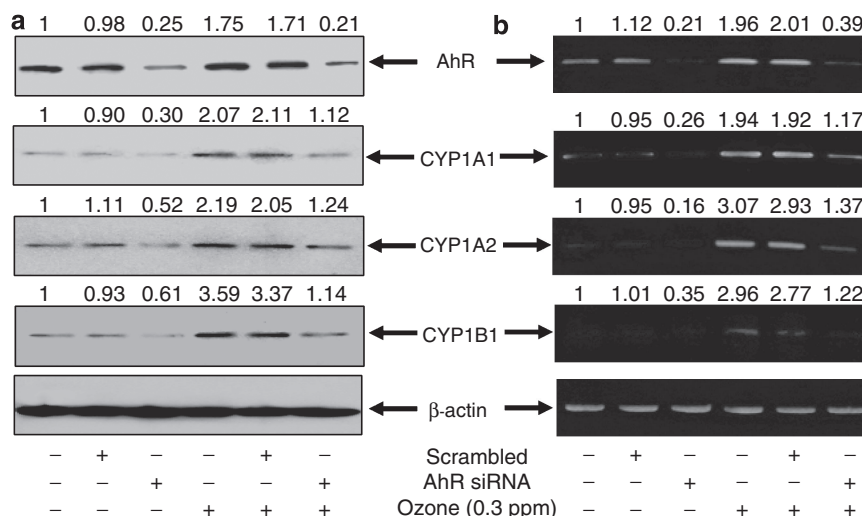 a
1 0.98 0.25 1.75 1.71 0.21
b
1 1.12 0.21 1.96 2.01 0.39
AhR
1 0.90 0.30 2.07 2.11 1.12
1 0.95 0.26 1.94 1.92 1.17
CYP1A1
1 1.11 0.52 2.19 2.05 1.24
1 0.95 0.16 3.07 2.93 1.37
CYP1A2
1 0.93 0.61 3.59 3.37 1.14
1 1.01 0.35 2.96 2.77 1.22
CYP1B1
β-actin
– + – – + – Scrambled – + – – + –
– – + – – + AhR siRNA – – + – – +
– – – + + + Ozone (0.3 ppm) – – – + + +